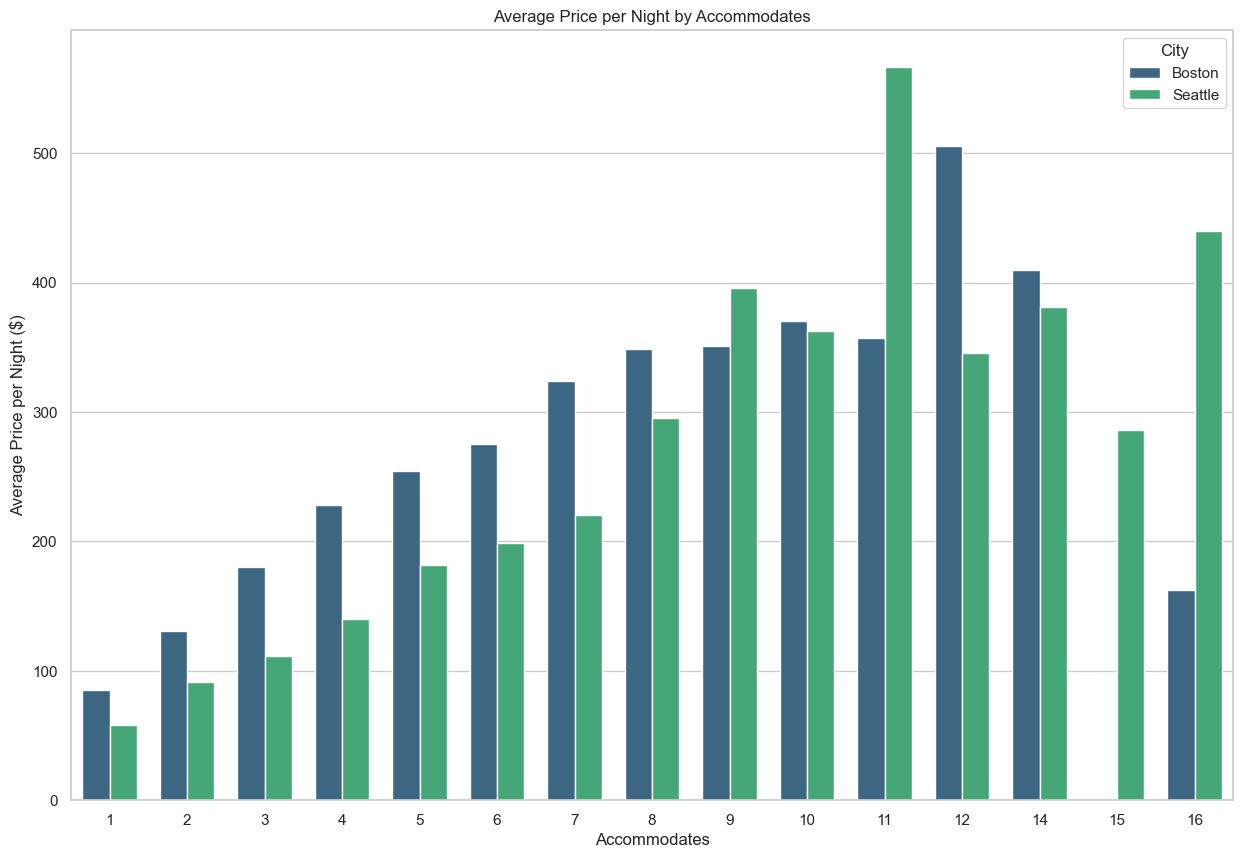 Average Price per Night by Accommodates
City
Boston
Seattle
Average Price per Night ($)
500
400
300
200
100
0
1 2 3 4 5 6 7 8 9 10 11 12 14 15 16
Accommodates